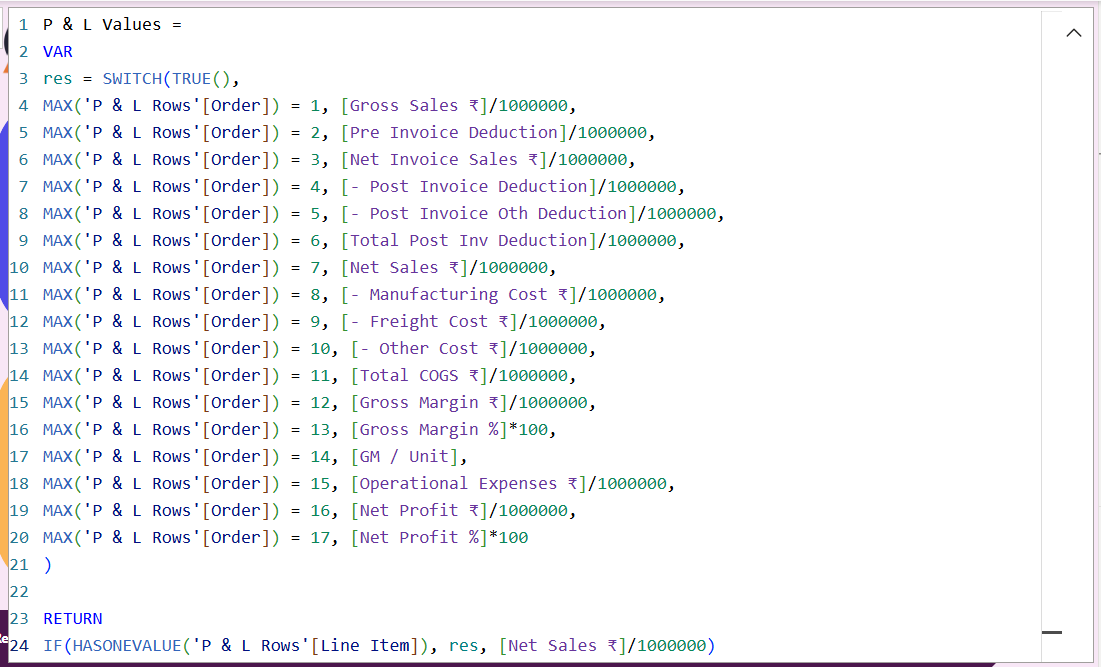 1 P & L Values =
2 VAR
3 res = SWITCH(TRUE(),
4 MAX('P & L Rows'[Order]) = 1, [Gross Sales ₹]/1000000,
5 MAX('P & L Rows'[Order]) = 2, [Pre Invoice Deduction]/1000000,
6 MAX('P & L Rows'[Order]) = 3, [Net Invoice Sales ₹]/1000000,
7 MAX('P & L Rows'[Order]) = 4, [- Post Invoice Deduction]/1000000,
8 MAX('P & L Rows'[Order]) = 5, [- Post Invoice Oth Deduction]/1000000,
9 MAX('P & L Rows'[Order]) = 6, [Total Post Inv Deduction]/1000000,
10 MAX('P & L Rows'[Order]) = 7, [Net Sales ₹]/1000000,
11 MAX('P & L Rows'[Order]) = 8, [- Manufacturing Cost ₹]/1000000,
12 MAX('P & L Rows'[Order]) = 9, [- Freight Cost ₹]/1000000,
13 MAX('P & L Rows'[Order]) = 10, [- Other Cost ₹]/1000000,
14 MAX('P & L Rows'[Order]) = 11, [Total COGS ₹]/1000000,
15 MAX('P & L Rows'[Order]) = 12, [Gross Margin ₹]/1000000,
16 MAX('P & L Rows'[Order]) = 13, [Gross Margin %]*100,
17 MAX('P & L Rows'[Order]) = 14, [GM / Unit],
18 MAX('P & L Rows'[Order]) = 15, [Operational Expenses ₹]/1000000,
19 MAX('P & L Rows'[Order]) = 16, [Net Profit ₹]/1000000,
20 MAX('P & L Rows'[Order]) = 17, [Net Profit %]*100
21 )
22
23 RETURN
24 IF(HASONEVALUE('P & L Rows'[Line Item]), res, [Net Sales ₹]/1000000)